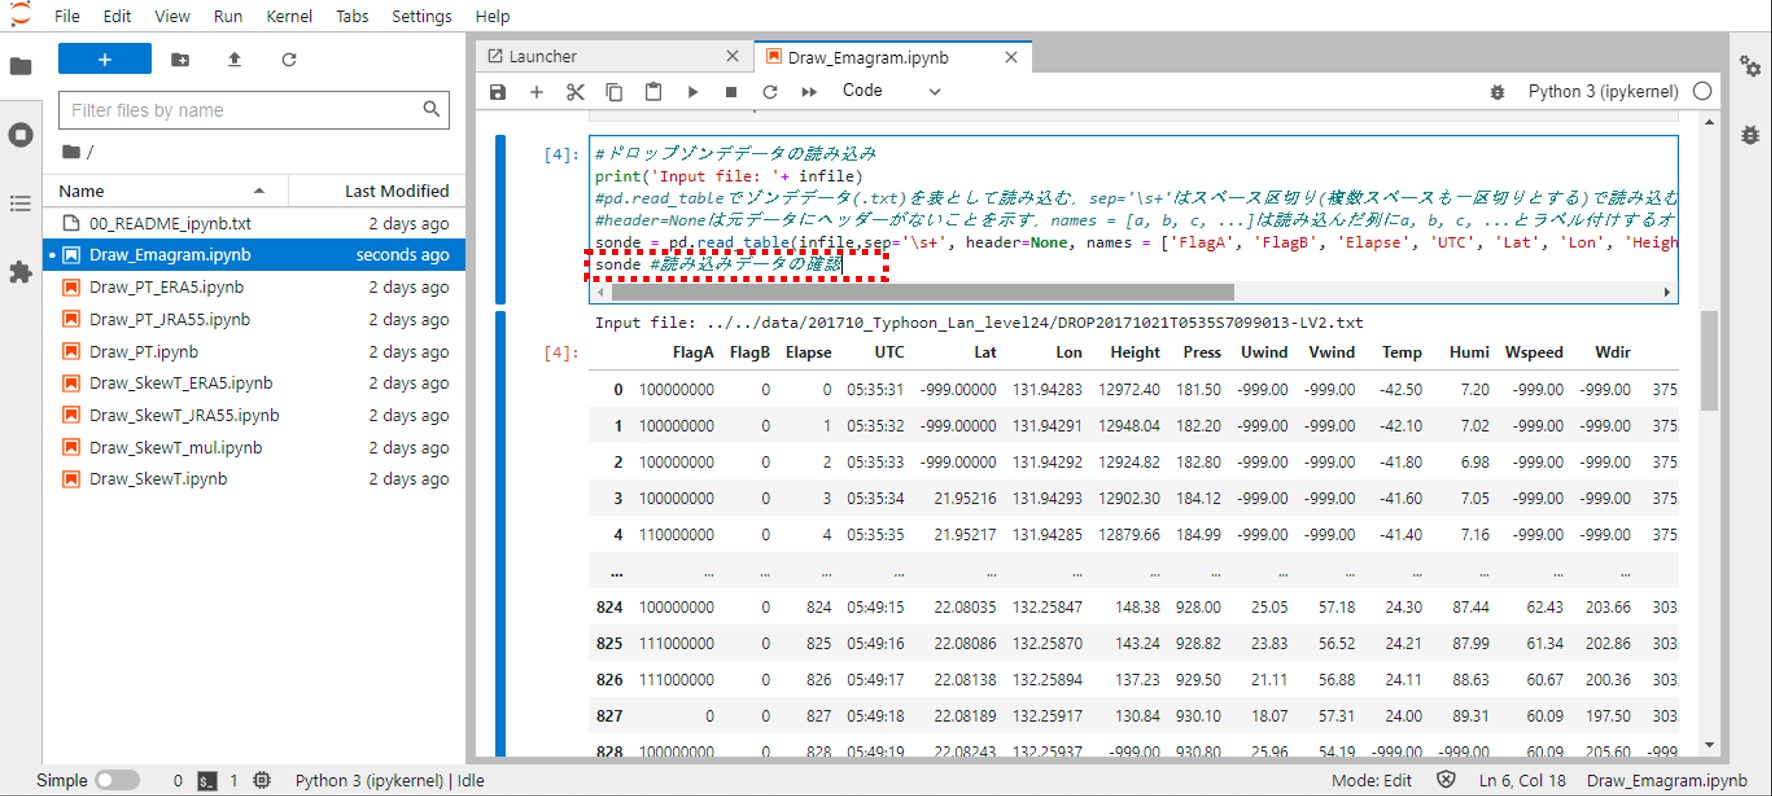 File Edit View Run Kernel Tabs Settings Help
+
Filter files by name
/
Name Last Modified
00_README_ipynb.txt 2 days ago
Draw_Emagram.ipynb seconds ago
Draw_PT_ERA5.ipynb 2 days ago
Draw_PT_JRA55.ipynb 2 days ago
Draw_PT.ipynb 2 days ago
Draw_SkewT_ERA5.ipynb 2 days ago
Draw_SkewT_JRA55.ipynb 2 days ago
Draw_SkewT_mul.ipynb 2 days ago
Draw_SkewT.ipynb 2 days ago
Launcher
Draw_Emagram.ipynb
Code
Python 3 (ipykernel)
[4]:
#ドロップゾンデデータの読み込み
print('Input file: '+ infile)
#pd.read_tableでゾンデデータ(.txt)を表として読み込む, sep='\s+'はスペース区切り(複数スペースも一区切りとする)で読み込む
#header=Noneは元データにヘッダーがないことを示す, names = [a, b, c, ...]は読み込んだ列にa, b, c, ...とラベル付けするオ
sonde = pd.read_table(infile,sep='\s+', header=None, names = ['FlagA', 'FlagB', 'Elapse', 'UTC', 'Lat', 'Lon', 'Heigh
sonde #読み込みデータの確認
Input file: ../../data/201710_Typhoon_Lan_level24/DROP20171021T0535S7099013-LV2.txt
[4]:
FlagA FlagB Elapse UTC Lat Lon Height Press Uwind Vwind Temp Humi Wspeed Wdir
0 100000000 0 0 05:35:31 -999.00000 131.94283 12972.40 181.50 -999.00 -999.00 -42.50 7.20 -999.00 -999.00 375.
1 100000000 0 1 05:35:32 -999.00000 131.94291 12948.04 182.20 -999.00 -999.00 -42.10 7.02 -999.00 -999.00 375.
2 100000000 0 2 05:35:33 -999.00000 131.94292 12924.82 182.80 -999.00 -999.00 -41.80 6.98 -999.00 -999.00 375.
3 100000000 0 3 05:35:34 21.95216 131.94293 12902.30 184.12 -999.00 -999.00 -41.60 7.05 -999.00 -999.00 375.
4 110000000 0 4 05:35:35 21.95217 131.94285 12879.66 184.99 -999.00 -999.00 -41.40 7.16 -999.00 -999.00 375.
... ... ... ... ... ... ... ... ... ... ... ... ... ... ...
824 100000000 0 824 05:49:15 22.08035 132.25847 148.38 928.00 25.05 57.18 24.30 87.44 62.43 203.66 303.
825 111000000 0 825 05:49:16 22.08086 132.25870 143.24 928.82 23.83 56.52 24.21 87.99 61.34 202.86 303.
826 111000000 0 826 05:49:17 22.08138 132.25894 137.23 929.50 21.11 56.88 24.11 88.63 60.67 200.36 303.
827 0 0 827 05:49:18 22.08189 132.25917 130.84 930.10 18.07 57.31 24.00 89.31 60.09 197.50 303.
828 100000000 0 828 05:49:19 22.08243 132.25937 -999.00 930.80 25.96 54.19 -999.00 -999.00 60.09 205.60 -999
Simple 0 1 Python 3 (ipykernel) | Idle Mode: Edit Ln 6, Col 18 Draw_Emagram.ipynb